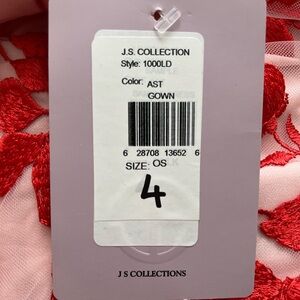 J.S. COLLECTION
Style: 1000LD
Color: AST
GOWN
6 28708 13652 6
SIZE: OS
4
J S COLLECTIONS